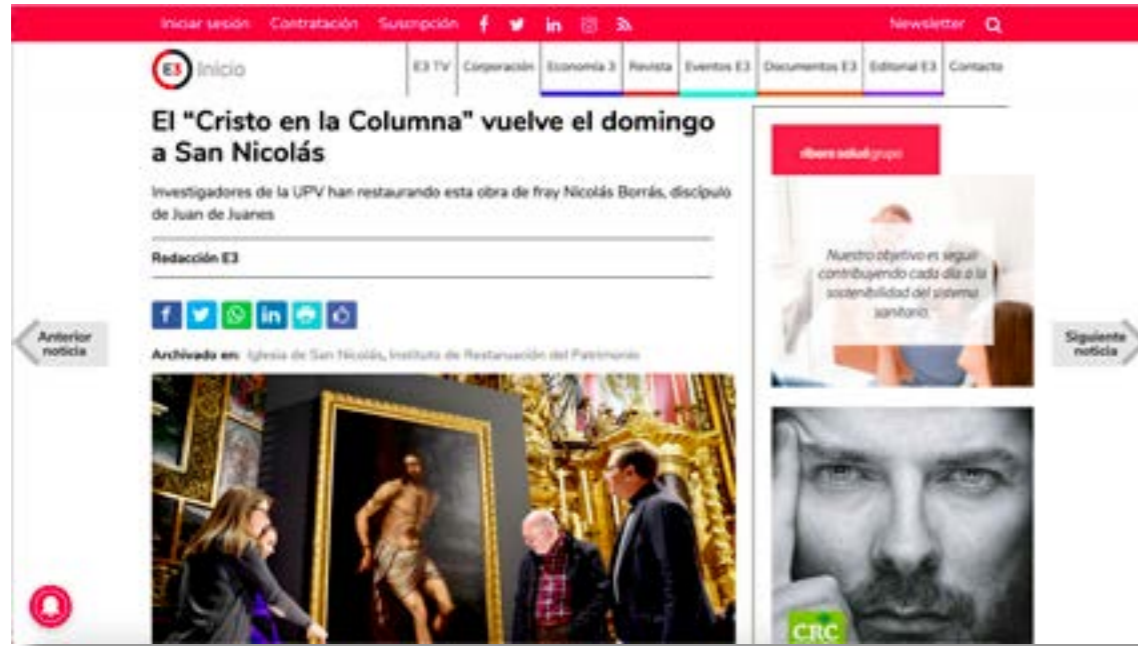 Iniciar sesión Contratación Suscripción
Newsletter
E3 Inicio
E3 TV Corporación Economía 3 Revista Eventos E3 Documentos E3 Editorial E3 Contacto
El “Cristo en la Columna” vuelve el domingo
a San Nicolás
Investigadores de la UPV han restaurando esta obra de fray Nicolás Borrás, discípulo
de Juan de Juanes
Redacción E3
Archivado en: Iglesia de San Nicolás, Instituto de Restaruación del Patrimonio
Anterior
noticia
ribera salud grupo
Nuestro objetivo es seguir
contribuyendo cada día a la
sostenibilidad del sistema
sanitario.
Siguiente
noticia
CRC